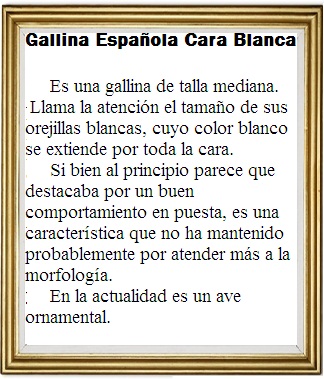 Gallina Española Cara Blanca
Es una gallina de talla mediana.
Llama la atención el tamaño de sus
orejillas blancas, cuyo color blanco
se extiende por toda la cara.
Si bien al principio parece que
destacaba por un buen
comportamiento en puesta, es una
característica que no ha mantenido
probablemente por atender más a la
morfología.
En la actualidad es un ave
ornamental.